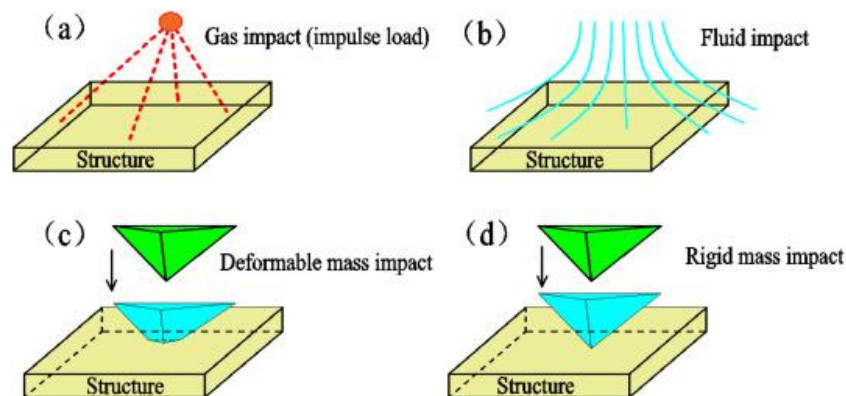 (a)
Gas impact (impulse load)
Structure
(b)
Fluid impact
Structure
(c)
Deformable mass impact
Structure
(d)
Rigid mass impact
Structure